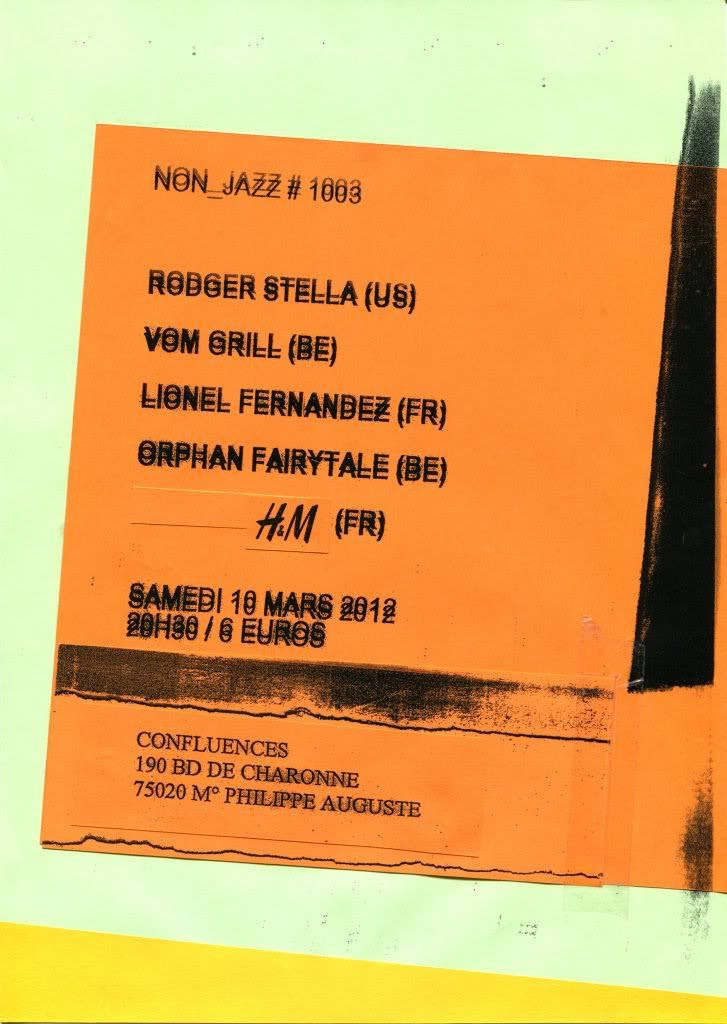 NON_JAZZ # 1003
RODGER STELLA (US)
VOM GRILL (BE)
LIONEL FERNANDEZ (FR)
ORPHAN FAIRYTALE (BE)
H&M (FR)
SAMEDI 10 MARS 2012
20H30 / 6 EUROS
CONFLUENCES
190 BD DE CHARONNE
75020 M° PHILIPPE AUGUSTE